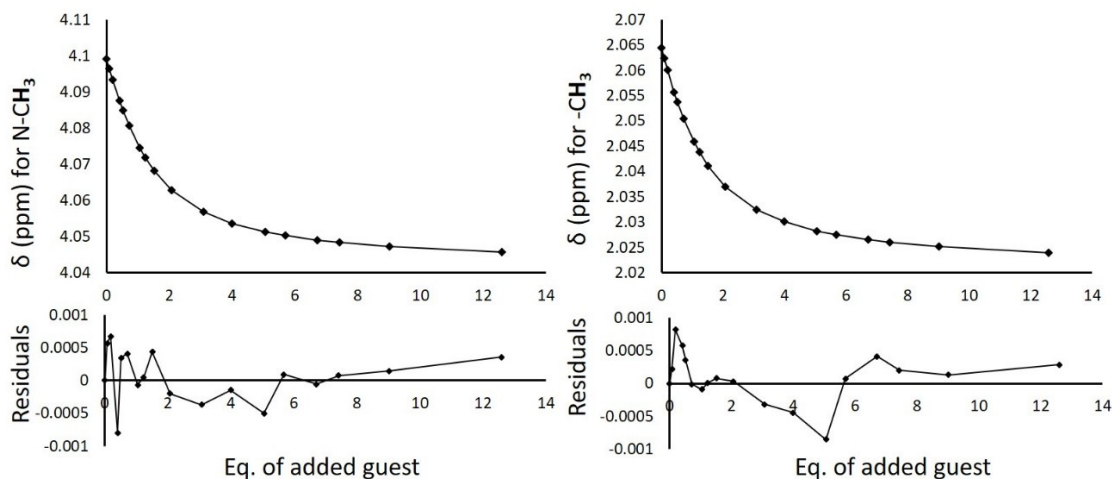 δ (ppm) for N-CH3
4.11
4.1
4.09
4.08
4.07
4.06
4.05
4.04
0 2 4 6 8 10 12 14
Residuals
0.001
0.0005
0
-0.0005
-0.001
0 2 4 6 8 10 12 14
Eq. of added guest
δ (ppm) for -CH3
2.07
2.065
2.06
2.055
2.05
2.045
2.04
2.035
2.03
2.025
2.02
0 2 4 6 8 10 12 14
Residuals
0.001
0.0005
0
-0.0005
-0.001
0 2 4 6 8 10 12 14
Eq. of added guest